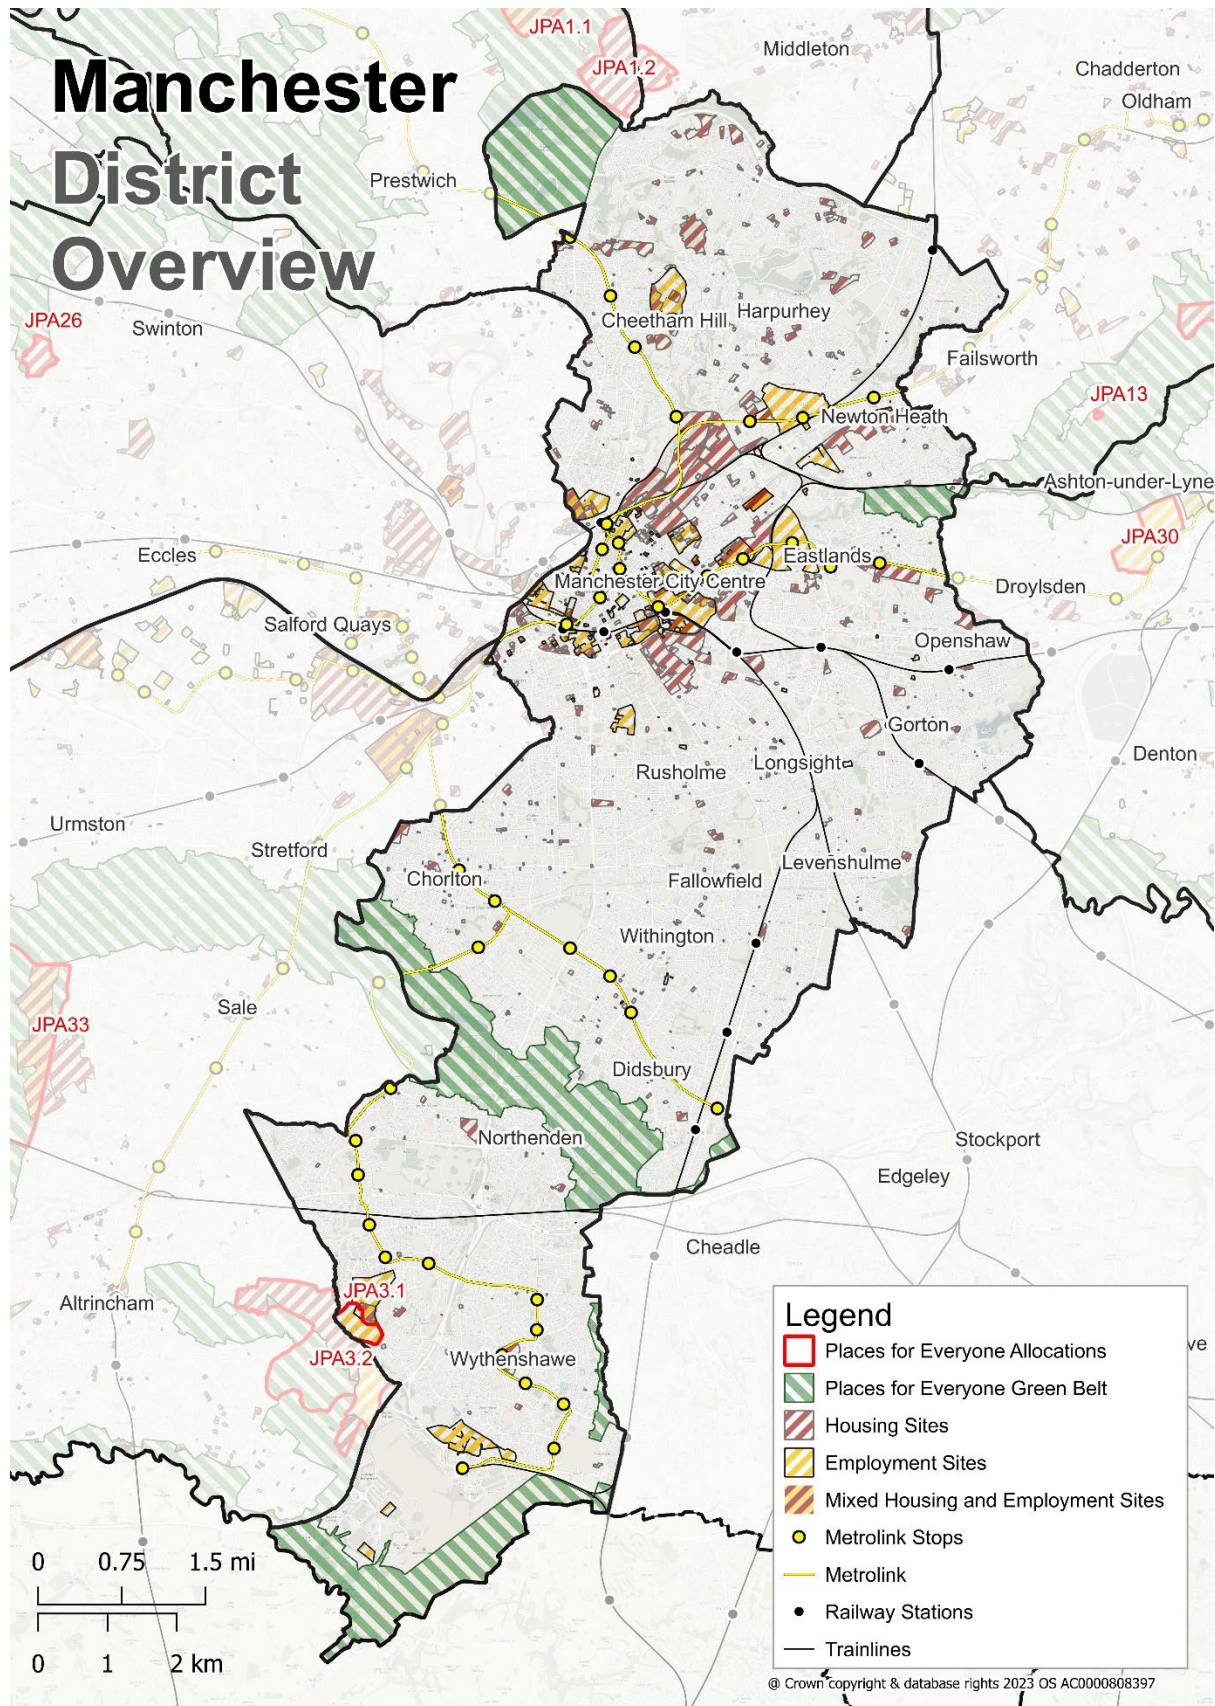 JPA1.1
Middleton
Manchester
JPA1.2
Chadderton
Oldham
District
Prestwich
Overview
JPA26
Swinton
Cheetham Hill
Harpurhey
Failsworth
JPA13
Newton Heath
Ashton-under-Lyne
Eccles
JPA30
Eastlands
Manchester City Centre
Droylsden
Salford Quays
Openshaw
Gorton
Denton
Longsight
Rusholme
Urmston
Stretford
Levenshulme
Chorlton
Fallowfield
Withington
Sale
JPA33
Didsbury
Northenden
Stockport
Edgeley
Cheadle
JPA3.1
Altrincham
JPA3.2
Wythenshawe
ve
Legend
Places for Everyone Allocations
Places for Everyone Green Belt
Housing Sites
Employment Sites
Mixed Housing and Employment Sites
Metrolink Stops
Metrolink
Railway Stations
Trainlines
0 0.75 1.5 mi
0 1 2 km
@ Crown copyright & database rights 2023 OS AC0000808397